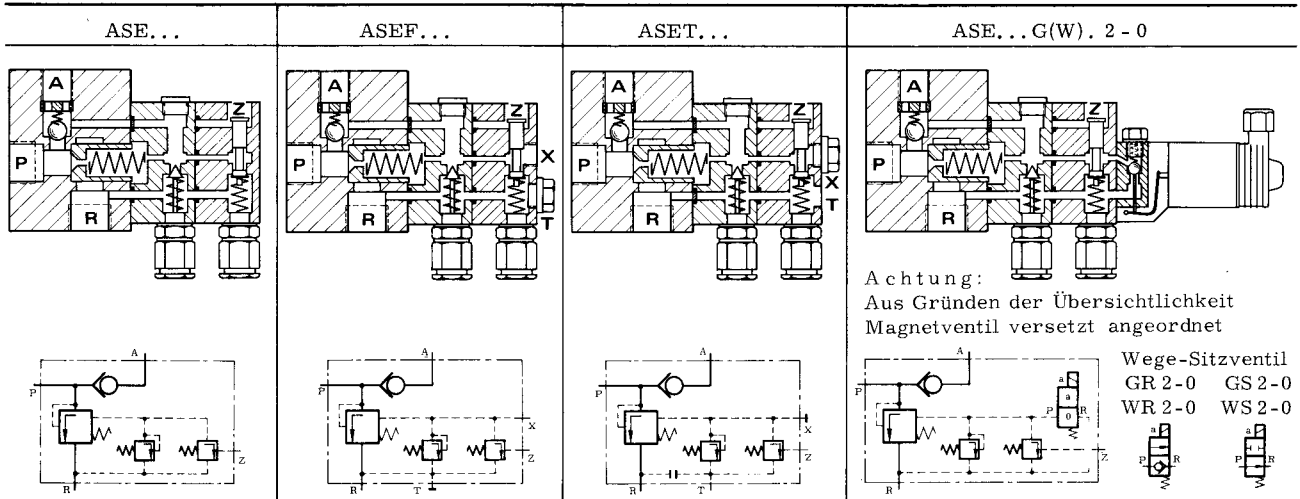 ASE...
ASEF...
ASET...
ASE...G(W). 2-0
A
P
R
Z
A
P
R
Z
X
T
A
P
R
Z
X
T
A
P
R
Z
Achtung:
Aus Gründen der Übersichtlichkeit
Magnetventil versetzt angeordnet
A
P
Z
R
A
P
X
Z
R
T
A
P
X
Z
R
T
A
P
a
a
P
0
R
Z
R
Wege-Sitzventil
GR 2-0 GS 2-0
WR 2-0 WS 2-0
a
P
R
a
P
R